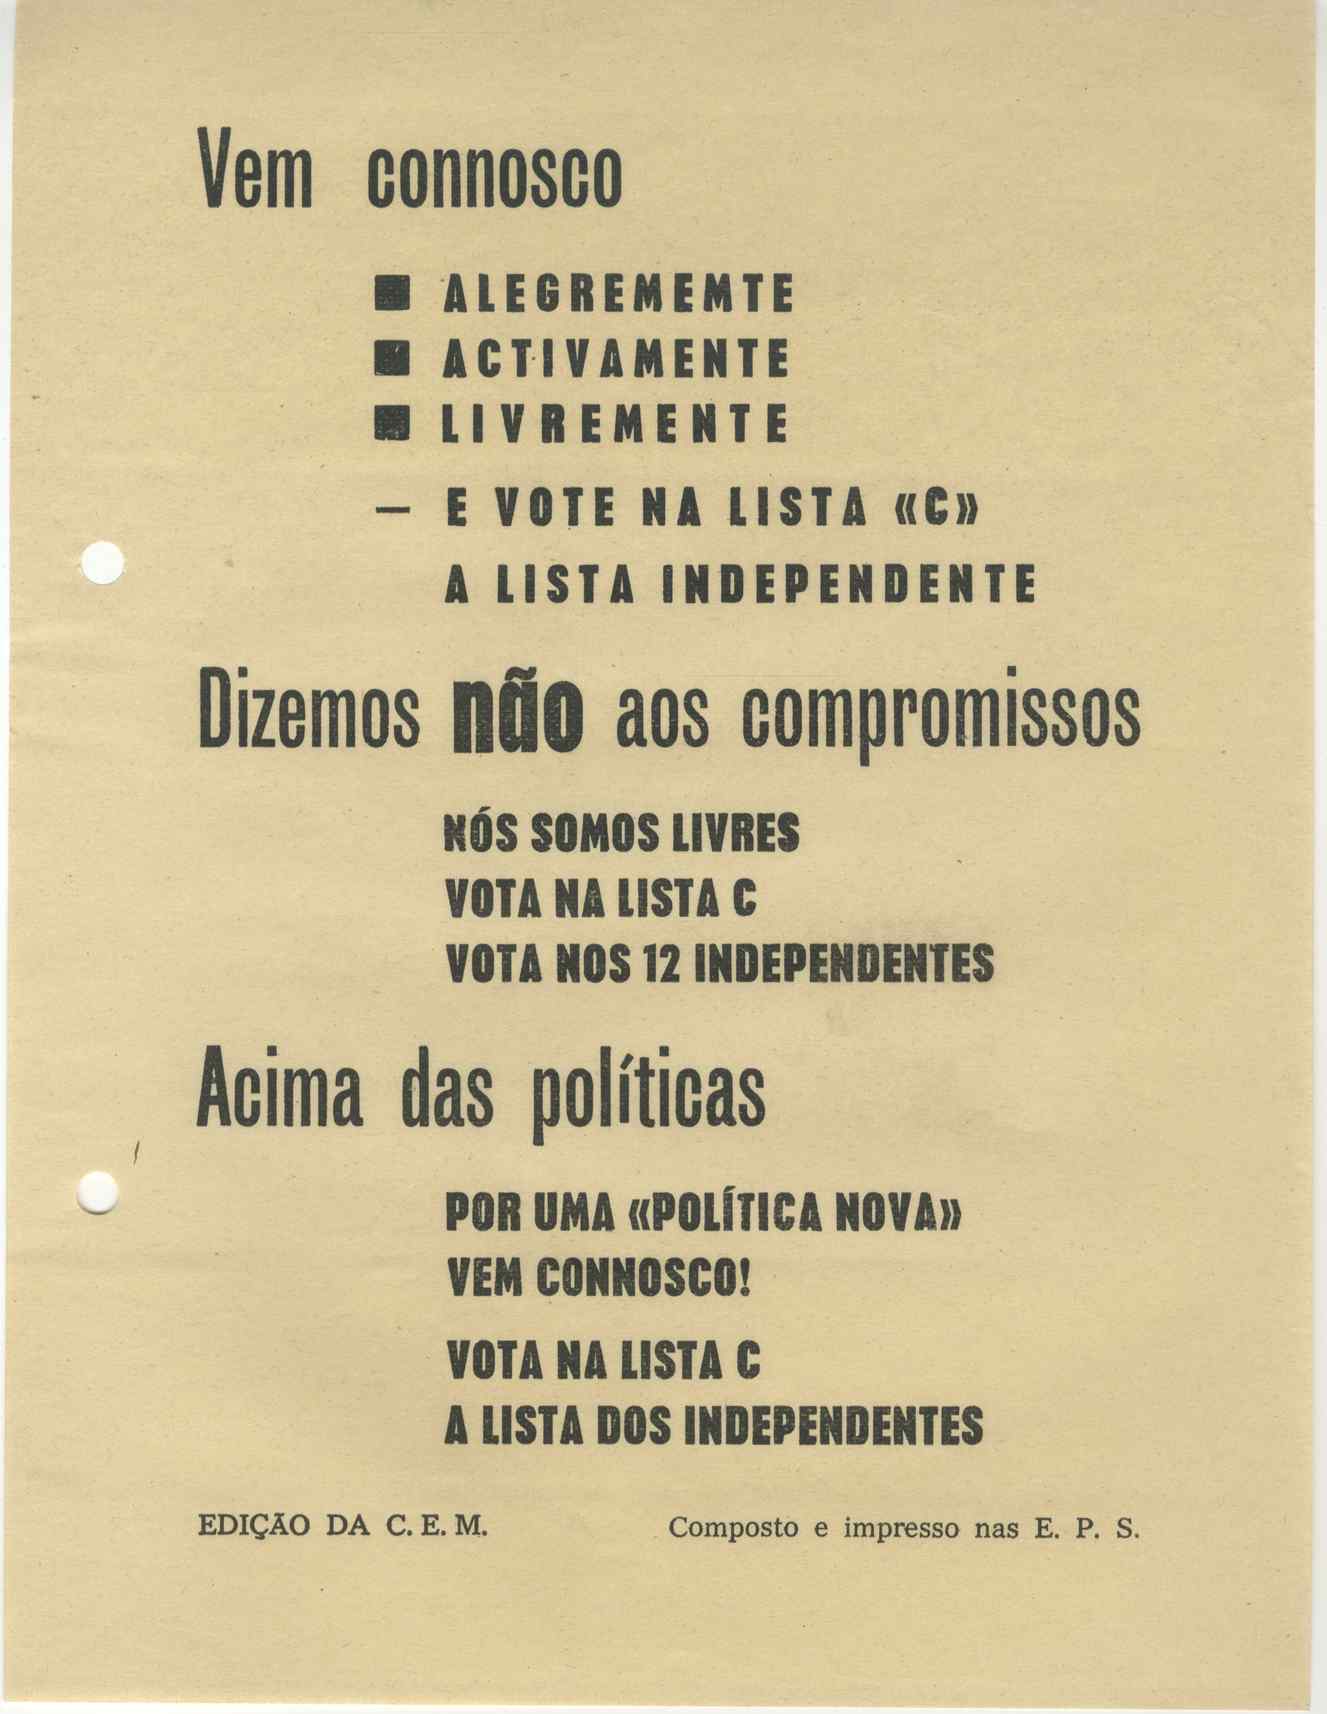 Vem connosco
■ ALEGREMEMTE
■ ACTIVAMENTE
■ LIVREMENTE
— E VOTE NA LISTA «C»
A LISTA INDEPENDENTE
Dizemos não aos compromissos
NÓS SOMOS LIVRES
VOTA NA LISTA C
VOTA NOS 12 INDEPENDENTES
Acima das políticas
POR UMA «POLÍTICA NOVA»
VEM CONNOSCO!
VOTA NA LISTA C
A LISTA DOS INDEPENDENTES
EDIÇÃO DA C. E. M. Composto e impresso nas E. P. S.